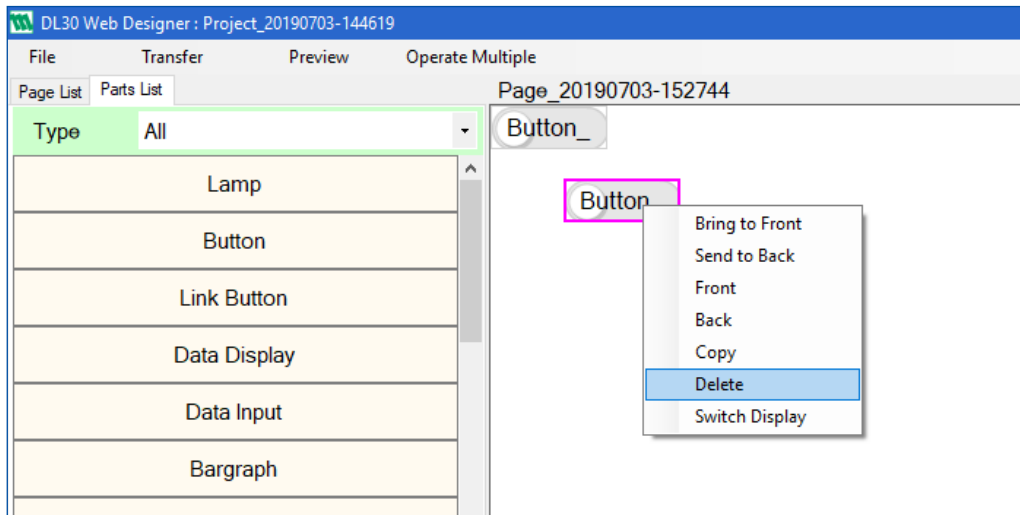 DL30 Web Designer : Project_20190703-144619
File Transfer Preview Operate Multiple
Page List Parts List Page_20190703-152744
Type All
Button_
Lamp
Button
Link Button
Data Display
Data Input
Bargraph
Button
Bring to Front
Send to Back
Front
Back
Copy
Delete
Switch Display